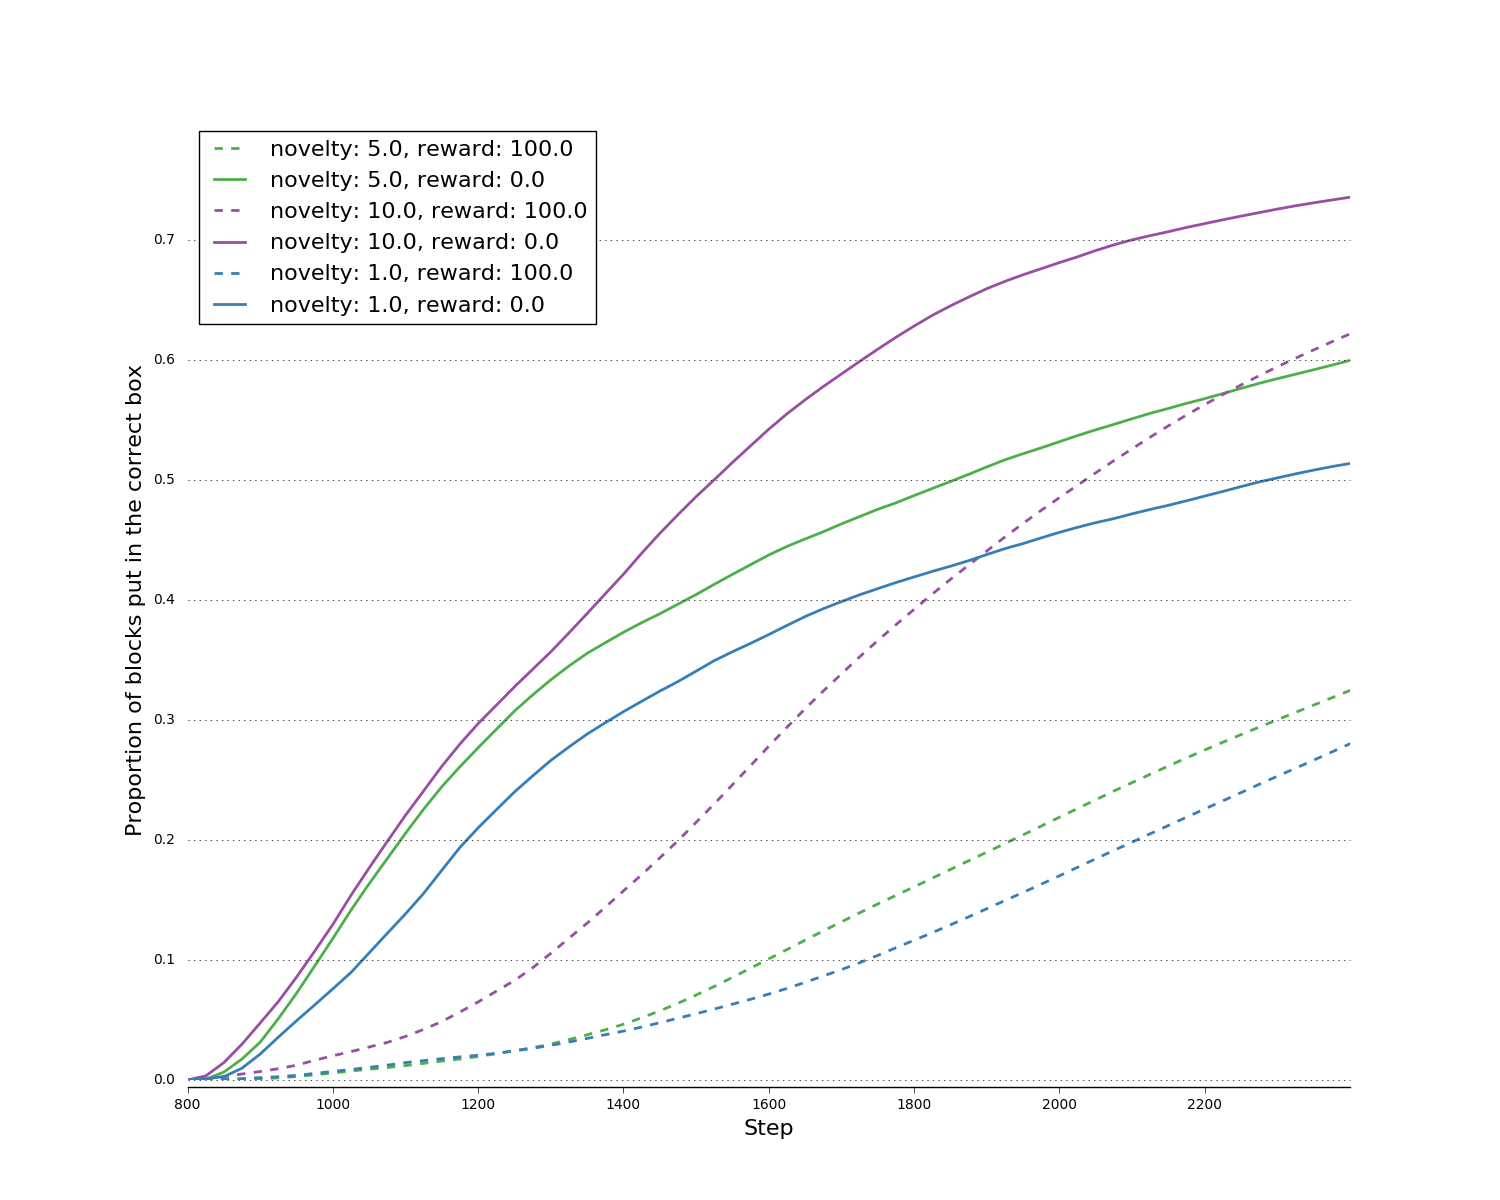 novelty: 5.0, reward: 100.0
novelty: 5.0, reward: 0.0
novelty: 10.0, reward: 100.0
novelty: 10.0, reward: 0.0
novelty: 1.0, reward: 100.0
novelty: 1.0, reward: 0.0
Proportion of blocks put in the correct box
0.7
0.6
0.5
0.4
0.3
0.2
0.1
0.0
800 1000 1200 1400 1600 1800 2000 2200
Step